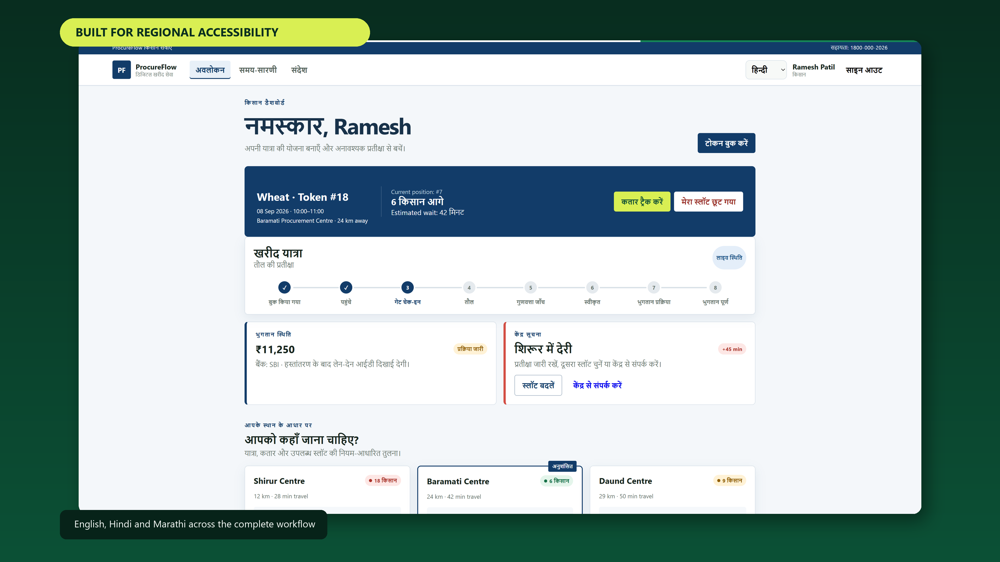 BUILT FOR REGIONAL ACCESSIBILITY
ProcureFlow किसान सेवाएँ
सहायता: 1800-000-2026
PF
ProcureFlow
डिजिटल खरीद सेवा
अवलोकन
समय-सारणी
संदेश
हिन्दी
Ramesh Patil
किसान
साइन आउट
किसान डैशबोर्ड
नमस्कार, Ramesh
अपनी यात्रा की योजना बनाएँ और अनावश्यक प्रतीक्षा से बचें।
टोकन बुक करें
Wheat · Token #18
08 Sep 2026 · 10:00–11:00
Baramati Procurement Centre · 24 km away
Current position: #7
6 किसान आगे
Estimated wait: 42 मिनट
कतार ट्रैक करें
मेरा स्लॉट छूट गया
खरीद यात्रा
तौल की प्रतीक्षा
लाइव स्थिति
✓ ✓ 3 4 5 6 7 8
बुक किया गया
पहुंचे
गेट चेक-इन
तौल
गुणवत्ता जाँच
स्वीकृत
भुगतान प्रक्रिया
भुगतान पूर्ण
भुगतान स्थिति
₹11,250
प्रक्रिया जारी
बैंक: SBI · हस्तांतरण के बाद लेन-देन आईडी दिखाई देगी।
केंद्र सूचना
शिरूर में देरी
+45 min
प्रतीक्षा जारी रखें, दूसरा स्लॉट चुनें या केंद्र से संपर्क करें।
स्लॉट बदलें
केंद्र से संपर्क करें
आपके स्थान के आधार पर
आपको कहाँ जाना चाहिए?
यात्रा, कतार और उपलब्ध स्लॉट की नियम-आधारित तुलना।
Shirur Centre
18 किसान
12 km · 28 min travel
अनुशंसित
Baramati Centre
6 किसान
24 km · 42 min travel
Daund Centre
9 किसान
29 km · 50 min travel
English, Hindi and Marathi across the complete workflow